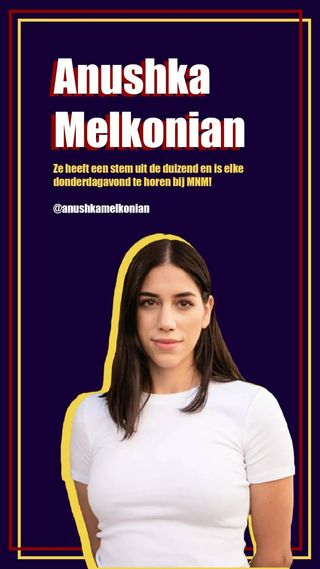 Anushka
Melkonian
Ze heeft een stem uit de duizend en is elke
donderdagavond te horen bij MNM!
@anushkamelkonian